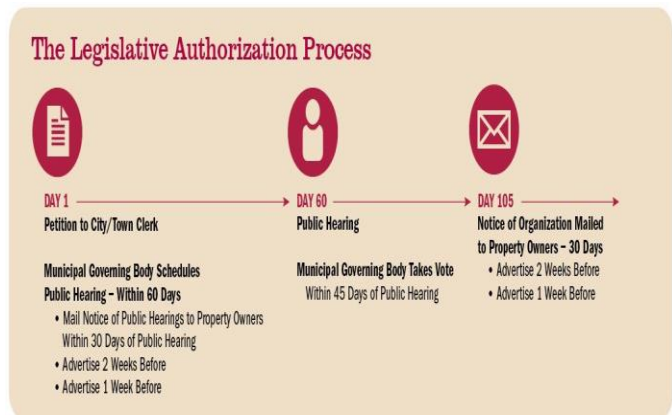 The Legislative Authorization Process
DAY 1
Petition to City/Town Clerk
Municipal Governing Body Schedules
Public Hearing – Within 60 Days
• Mail Notice of Public Hearings to Property Owners
Within 30 Days of Public Hearing
• Advertise 2 Weeks Before
• Advertise 1 Week Before
DAY 60
Public Hearing
Municipal Governing Body Takes Vote
Within 45 Days of Public Hearing
DAY 105
Notice of Organization Mailed
to Property Owners – 30 Days
• Advertise 2 Weeks Before
• Advertise 1 Week Before